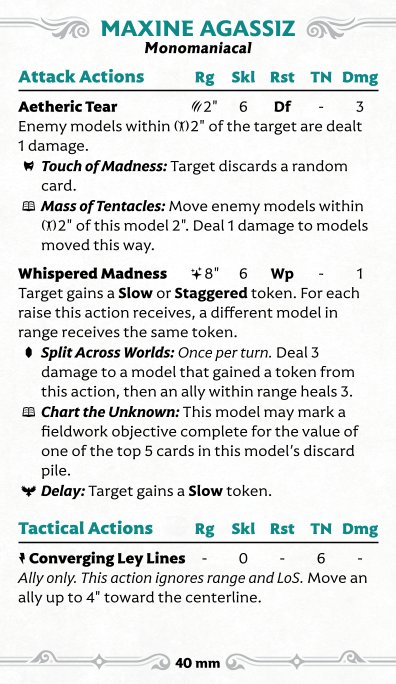 MAXINE AGASSIZ
Monomaniacal
Attack Actions Rg Skl Rst TN Dmg
Aetheric Tear 2" 6 Df - 3
Enemy models within 2" of the target are dealt
1 damage.
Touch of Madness: Target discards a random
card.
Mass of Tentacles: Move enemy models within
2" of this model 2". Deal 1 damage to models
moved this way.
Whispered Madness 8" 6 Wp - 1
Target gains a Slow or Staggered token. For each
raise this action receives, a different model in
range receives the same token.
Split Across Worlds: Once per turn. Deal 3
damage to a model that gained a token from
this action, then an ally within range heals 3.
Chart the Unknown: This model may mark a
fieldwork objective complete for the value of
one of the top 5 cards in this model's discard
pile.
Delay: Target gains a Slow token.
Tactical Actions Rg Skl Rst TN Dmg
Converging Ley Lines - 0 - 6 -
Ally only. This action ignores range and LoS. Move an
ally up to 4" toward the centerline.
40 mm